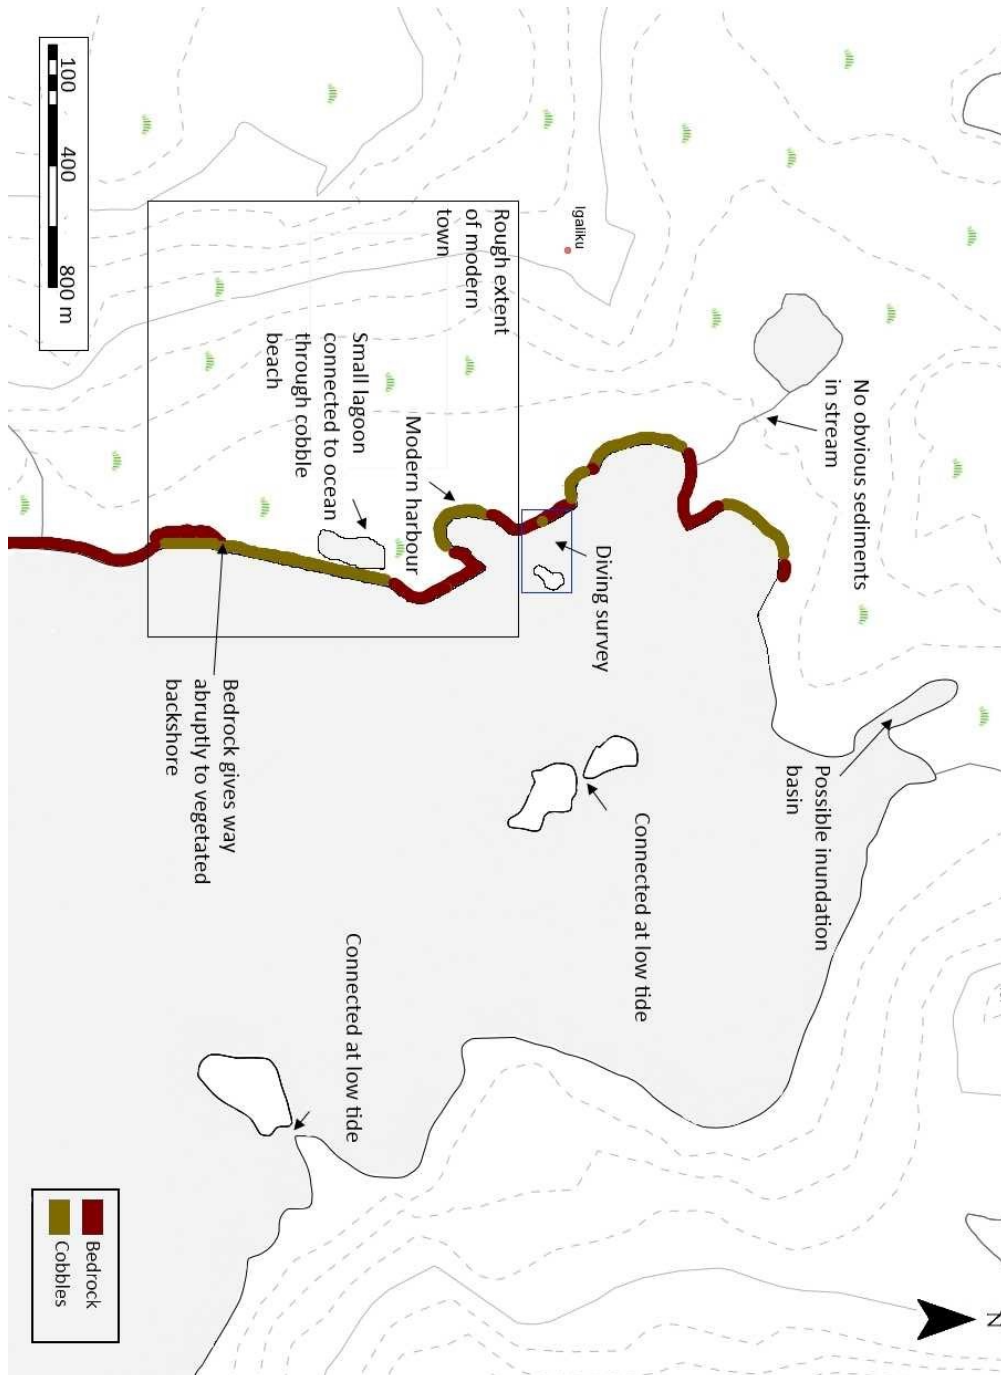 N
Igaliku
No obvious sediments
in stream
Rough extent
of modern
town
Small lagoon
connected to ocean
through cobble
beach
Modern harbour
Diving survey
Possible inundation
basin
Bedrock gives way
abruptly to vegetated
backshore
Connected at low tide
Connected at low tide
100
400
800 m
Bedrock
Cobbles